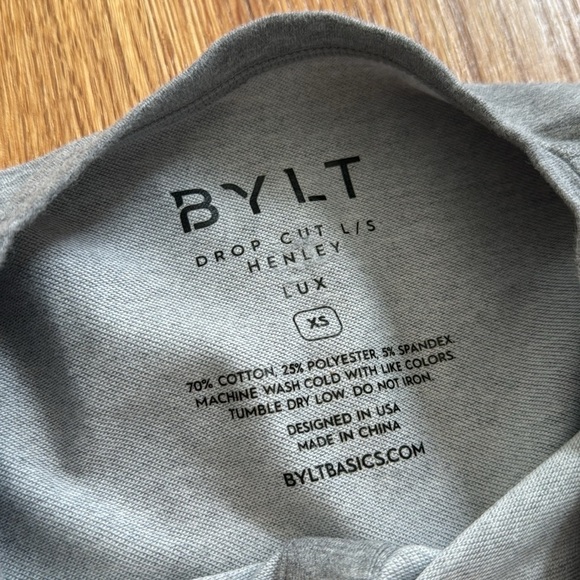 BYLT
DROP CUT L/S
HENLEY
LUX
XS
70% COTTON, 25% POLYESTER, 5% SPANDEX.
MACHINE WASH COLD WITH LIKE COLORS.
TUMBLE DRY LOW. DO NOT IRON.
DESIGNED IN USA
MADE IN CHINA
BYLTBASICS.COM